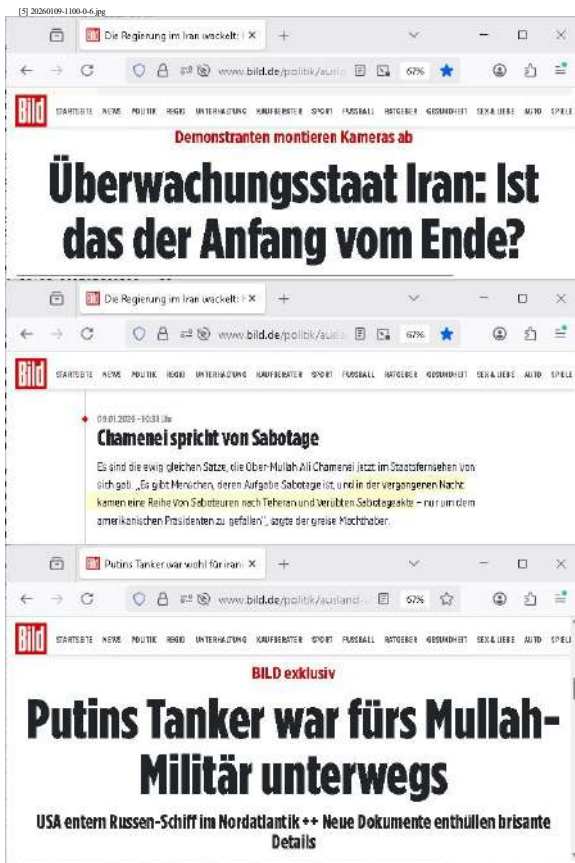 [5] 20260109-1100-0-6.jpg
Die Regierung im Iran wackelt:
www.bild.de/politik/ausla
67%
Bild
STARTSEITE NEWS POLITIK REGIO UNTERHALTUNG KAUFBERATER SPORT FUSSBALL RATGEBER GESUNDHEIT SEX & LIEBE AUTO SPIELE
Demonstranten montieren Kameras ab
Überwachungsstaat Iran: Ist
das der Anfang vom Ende?
Die Regierung im Iran wackelt:
www.bild.de/politik/ausla
67%
Bild
STARTSEITE NEWS POLITIK REGIO UNTERHALTUNG KAUFBERATER SPORT FUSSBALL RATGEBER GESUNDHEIT SEX & LIEBE AUTO SPIELE
09.01.2026 - 10:31 Uhr
Chamenei spricht von Sabotage
Es sind die ewig gleichen Sätze, die Ober-Mullah Ali Chamenei jetzt im Staatsfernsehen von
sich gab. „Es gibt Menschen, deren Aufgabe Sabotage ist, und in der vergangenen Nacht
kamen eine Reihe von Saboteuren nach Teheran und verübten Sabotageakte – nur um dem
amerikanischen Präsidenten zu gefallen", sagte der greise Machthaber.
Putins Tanker war wohl für irani
www.bild.de/politik/ausland-
67%
Bild
STARTSEITE NEWS POLITIK REGIO UNTERHALTUNG KAUFBERATER SPORT FUSSBALL RATGEBER GESUNDHEIT SEX & LIEBE AUTO SPIELE
BILD exklusiv
Putins Tanker war fürs Mullah-
Militär unterwegs
USA entern Russen-Schiff im Nordatlantik ++ Neue Dokumente enthüllen brisante
Details